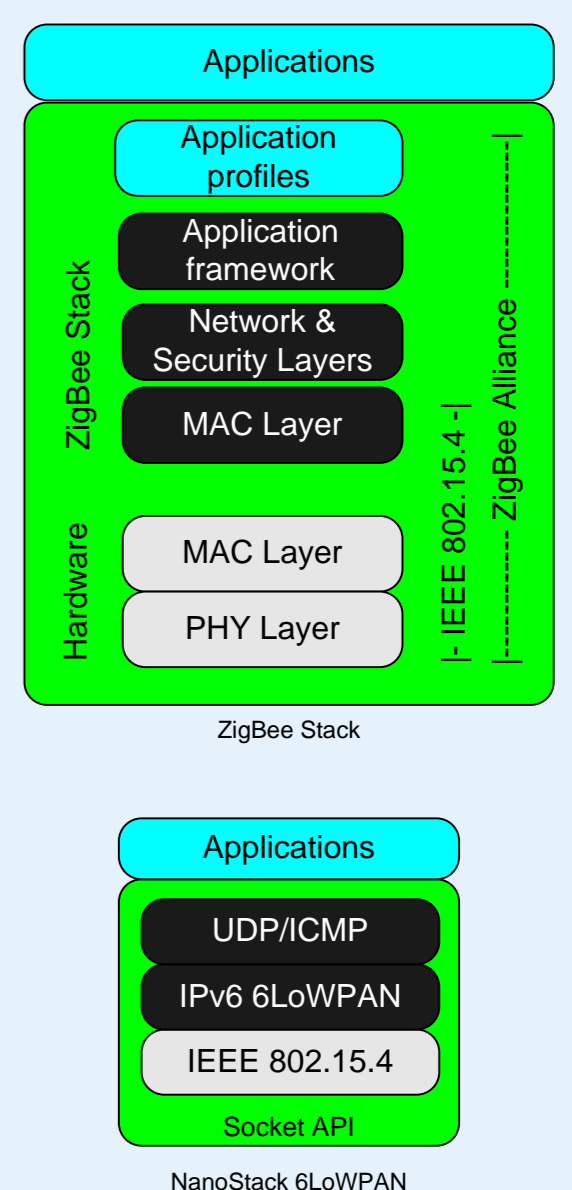 Applications
Application
profiles
Application
framework
Network &
Security Layers
MAC Layer
MAC Layer
PHY Layer
ZigBee Stack
Hardware
|- IEEE 802.15.4 -|
|------------- ZigBee Alliance ---------------|
ZigBee Stack
Applications
UDP/ICMP
IPv6 6LoWPAN
IEEE 802.15.4
Socket API
NanoStack 6LoWPAN